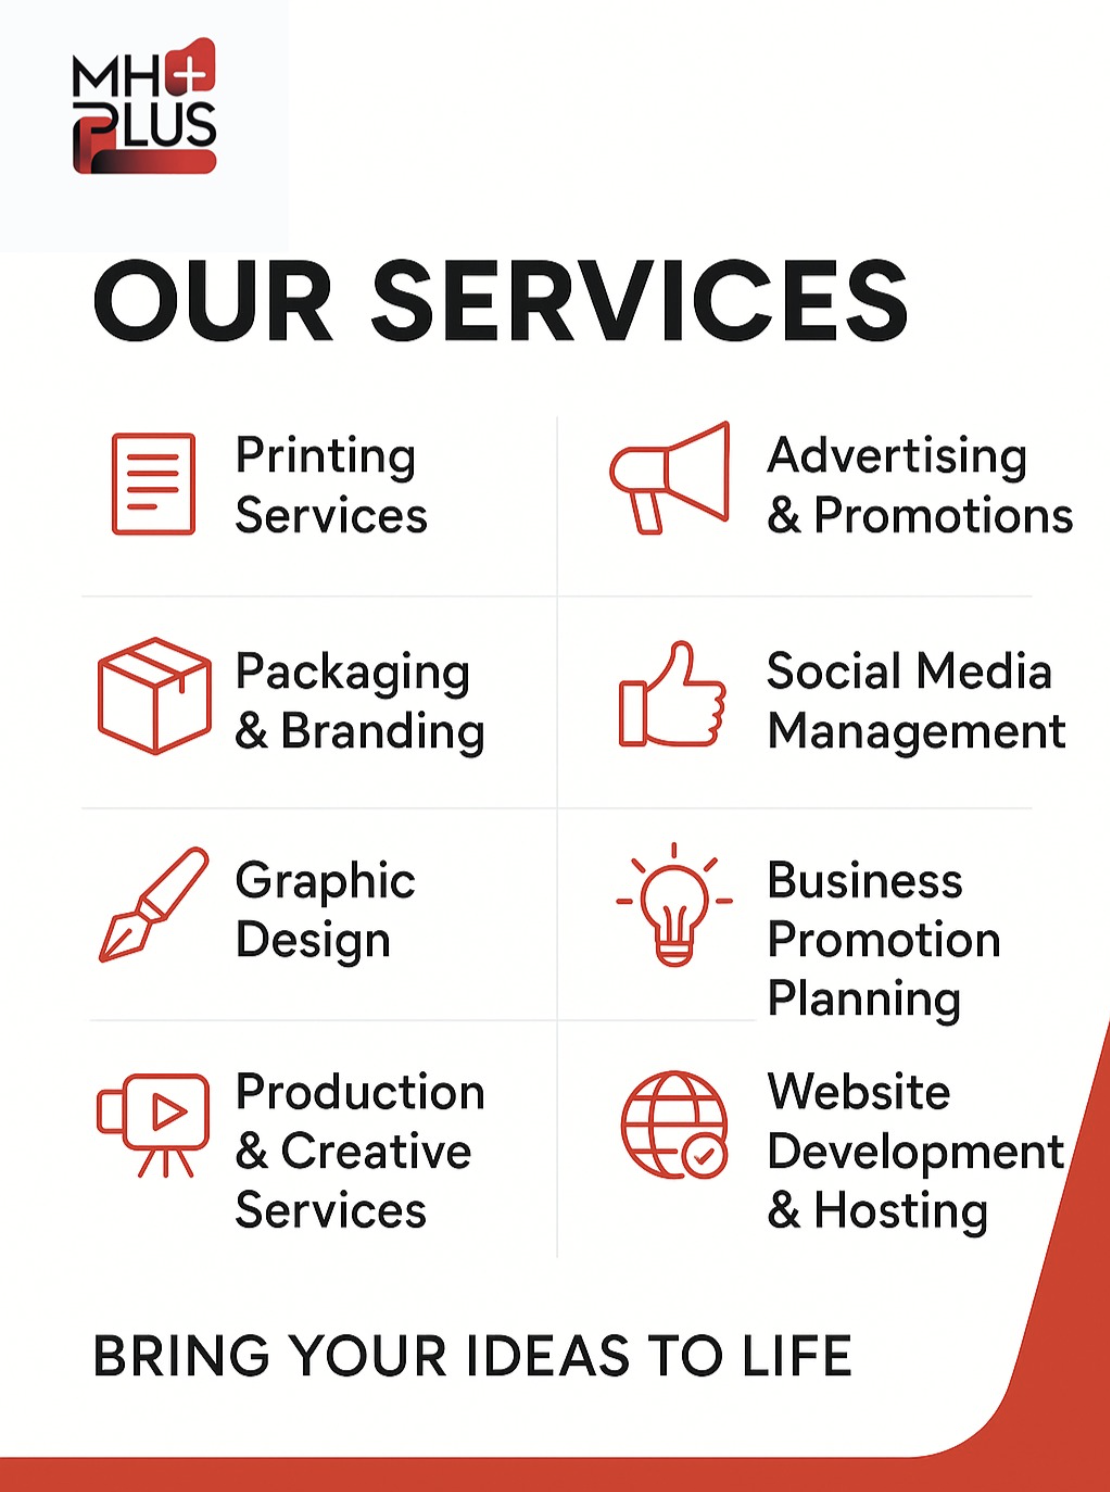 MH+
PLUS
OUR SERVICES
Printing
Services
Advertising
& Promotions
Packaging
& Branding
Social Media
Management
Graphic
Design
Business
Promotion
Planning
Production
& Creative
Services
Website
Development
& Hosting
BRING YOUR IDEAS TO LIFE